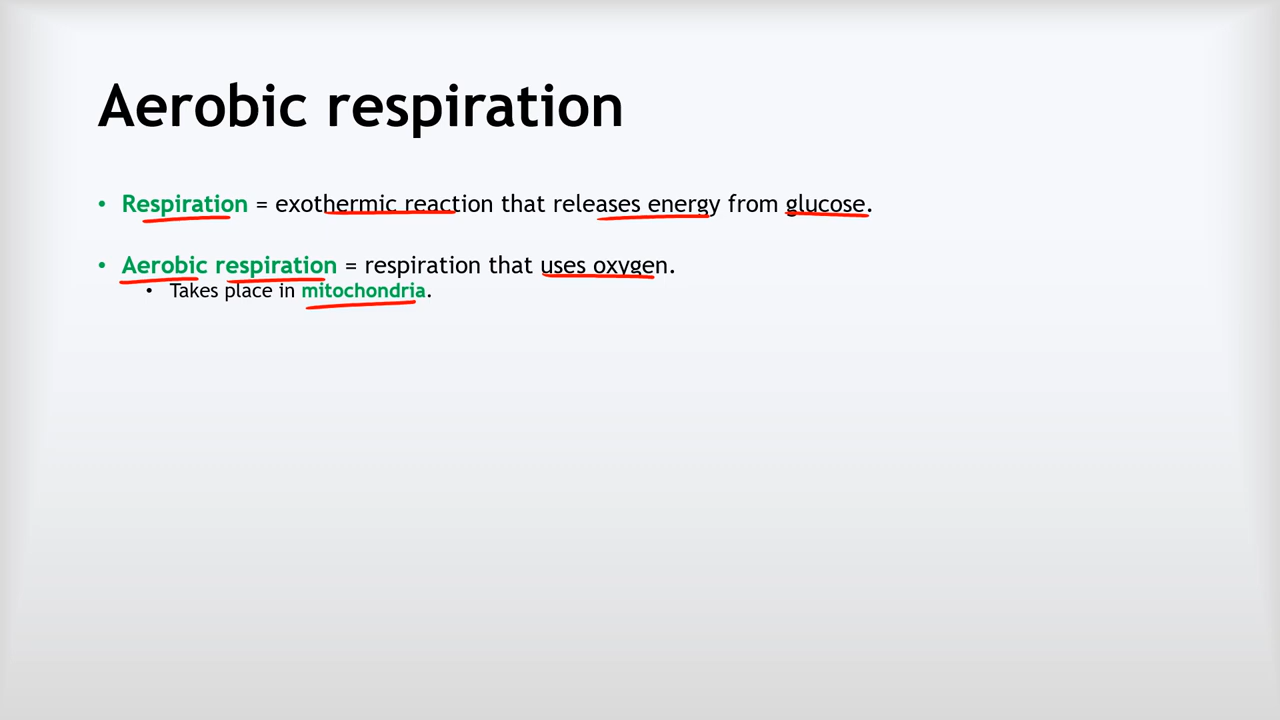 Aerobic respiration
• Respiration = exothermic reaction that releases energy from glucose.
• Aerobic respiration = respiration that uses oxygen.
• Takes place in mitochondria.